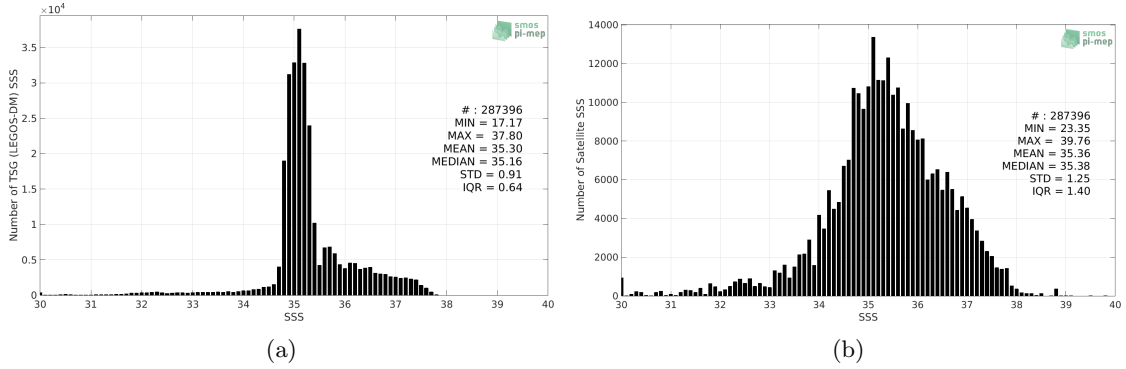 ×10⁴
3.5
3
2.5
2
1.5
1
0.5
0
30 31 32 33 34 35 36 37 38 39 40
SSS
Number of TSG (LEGOS-DM) SSS
smos
pi-mep
# : 287396
MIN = 17.17
MAX = 37.80
MEAN = 35.30
MEDIAN = 35.16
STD = 0.91
IQR = 0.64
(a)
14000
12000
10000
8000
6000
4000
2000
0
30 31 32 33 34 35 36 37 38 39 40
SSS
Number of Satellite SSS
smos
pi-mep
# : 287396
MIN = 23.35
MAX = 39.76
MEAN = 35.36
MEDIAN = 35.38
STD = 1.25
IQR = 1.40
(b)